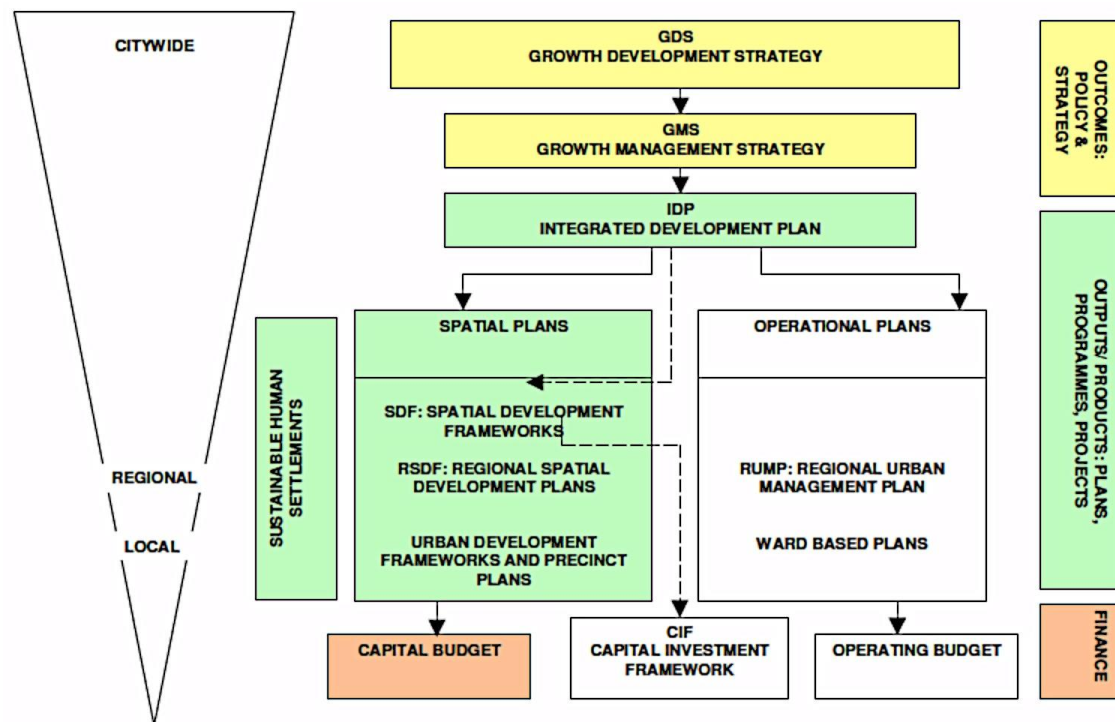 CITYWIDE
REGIONAL
LOCAL
GDS
GROWTH DEVELOPMENT STRATEGY
GMS
GROWTH MANAGEMENT STRATEGY
IDP
INTEGRATED DEVELOPMENT PLAN
SUSTAINABLE HUMAN
SETTLEMENTS
SPATIAL PLANS
SDF: SPATIAL DEVELOPMENT
FRAMEWORKS
RSDF: REGIONAL SPATIAL
DEVELOPMENT PLANS
URBAN DEVELOPMENT
FRAMEWORKS AND PRECINCT
PLANS
OPERATIONAL PLANS
RUMP: REGIONAL URBAN
MANAGEMENT PLAN
WARD BASED PLANS
CAPITAL BUDGET
CIF
CAPITAL INVESTMENT
FRAMEWORK
OPERATING BUDGET
OUTCOMES:
POLICY &
STRATEGY
OUTPUTS/ PRODUCTS: PLANS,
PROGRAMMES, PROJECTS
FINANCE